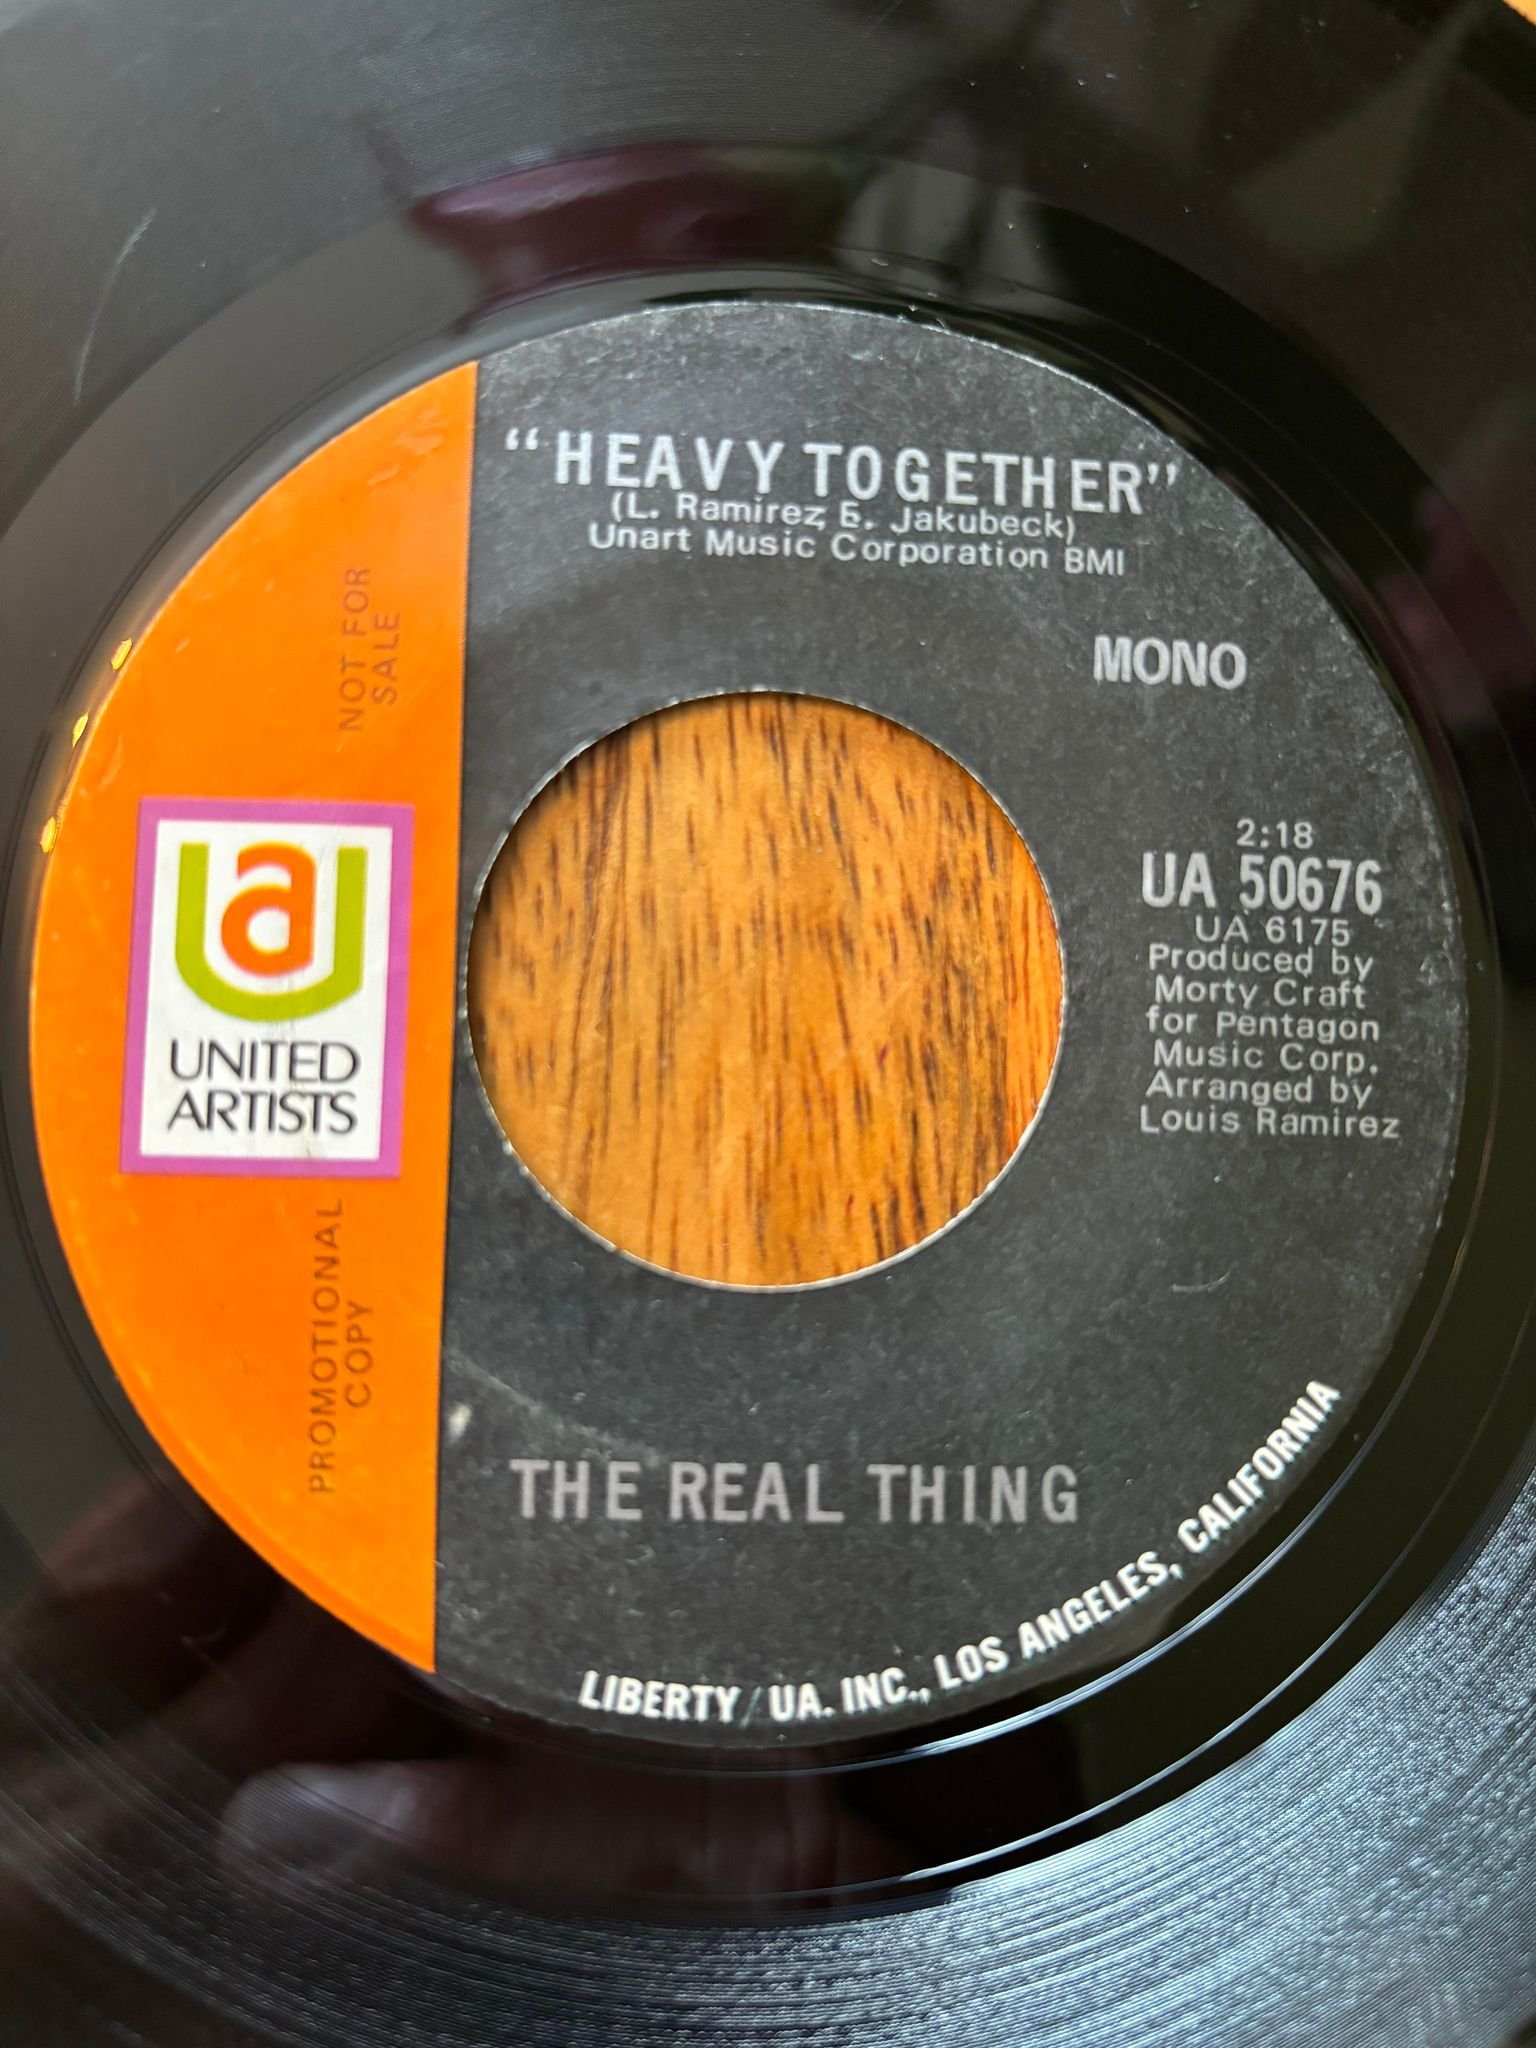 "HEAVY TOGETHER"
(L. Ramirez, E. Jakubeck)
Unart Music Corporation BMI
MONO
NOT FOR
SALE
ua
UNITED
ARTISTS
PROMOTIONAL
COPY
2:18
UA 50676
UA 6175
Produced by
Morty Craft
for Pentagon
Music Corp.
Arranged by
Louis Ramirez
THE REAL THING
LIBERTY/UA. INC., LOS ANGELES, CALIFORNIA